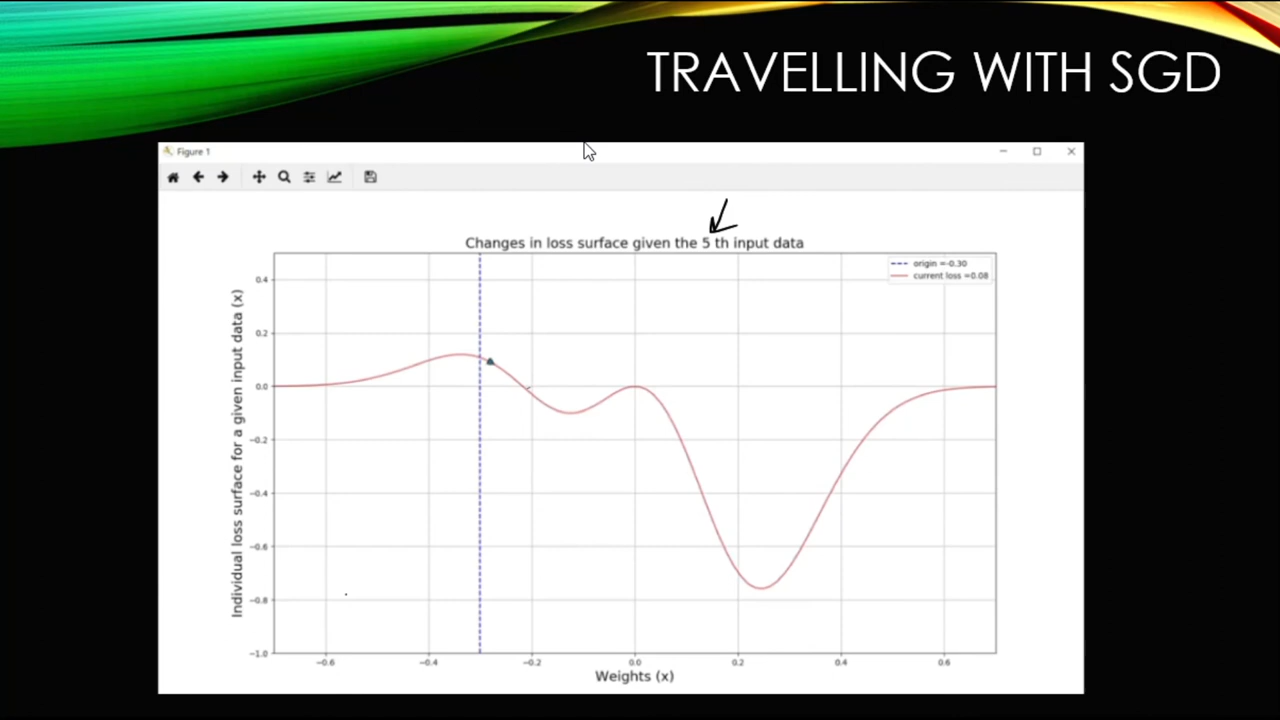 TRAVELLING WITH SGD
Figure 1
Changes in loss surface given the 5 th input data
origin =-0.30
current loss =0.08
Individual loss surface for a given input data (x)
0.4
0.2
0.0
−0.2
−0.4
−0.6
−0.8
−1.0
−0.6
−0.4
−0.2
0.0
0.2
0.4
0.6
Weights (x)